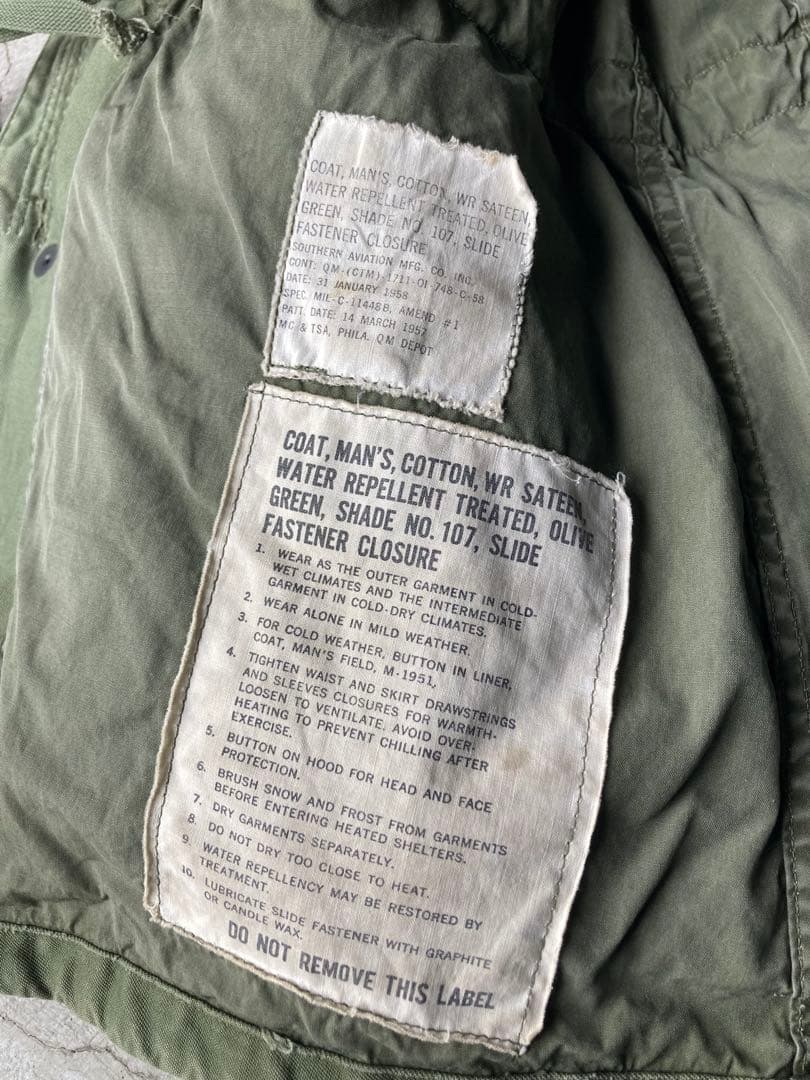 COAT, MAN'S, COTTON, WR SATEEN,
WATER REPELLENT TREATED, OLIVE
GREEN, SHADE NO. 107, SLIDE
FASTENER CLOSURE
SOUTHERN AVIATION MFG. CO. INC.
CONT: QM-(CTM)-1711-OI-748-C-58
DATE: 31 JANUARY 1958
SPEC. MIL-C-11448B, AMEND #1
PATT. DATE: 14 MARCH 1957
MC & TSA, PHILA. QM DEPOT
COAT, MAN'S, COTTON, WR SATEEN,
WATER REPELLENT TREATED, OLIVE
GREEN, SHADE NO. 107, SLIDE
FASTENER CLOSURE
1. WEAR AS THE OUTER GARMENT IN COLD-
WET CLIMATES AND THE INTERMEDIATE
GARMENT IN COLD-DRY CLIMATES.
2. WEAR ALONE IN MILD WEATHER.
3. FOR COLD WEATHER, BUTTON IN LINER,
COAT, MAN'S FIELD, M-1951.
4. TIGHTEN WAIST AND SKIRT DRAWSTRINGS
AND SLEEVES CLOSURES FOR WARMTH-
LOOSEN TO VENTILATE. AVOID OVER-
HEATING TO PREVENT CHILLING AFTER
EXERCISE.
5. BUTTON ON HOOD FOR HEAD AND FACE
PROTECTION.
6. BRUSH SNOW AND FROST FROM GARMENTS
BEFORE ENTERING HEATED SHELTERS.
7. DRY GARMENTS SEPARATELY.
8. DO NOT DRY TOO CLOSE TO HEAT.
9. WATER REPELLENCY MAY BE RESTORED BY
TREATMENT.
10. LUBRICATE SLIDE FASTENER WITH GRAPHITE
OR CANDLE WAX.
DO NOT REMOVE THIS LABEL